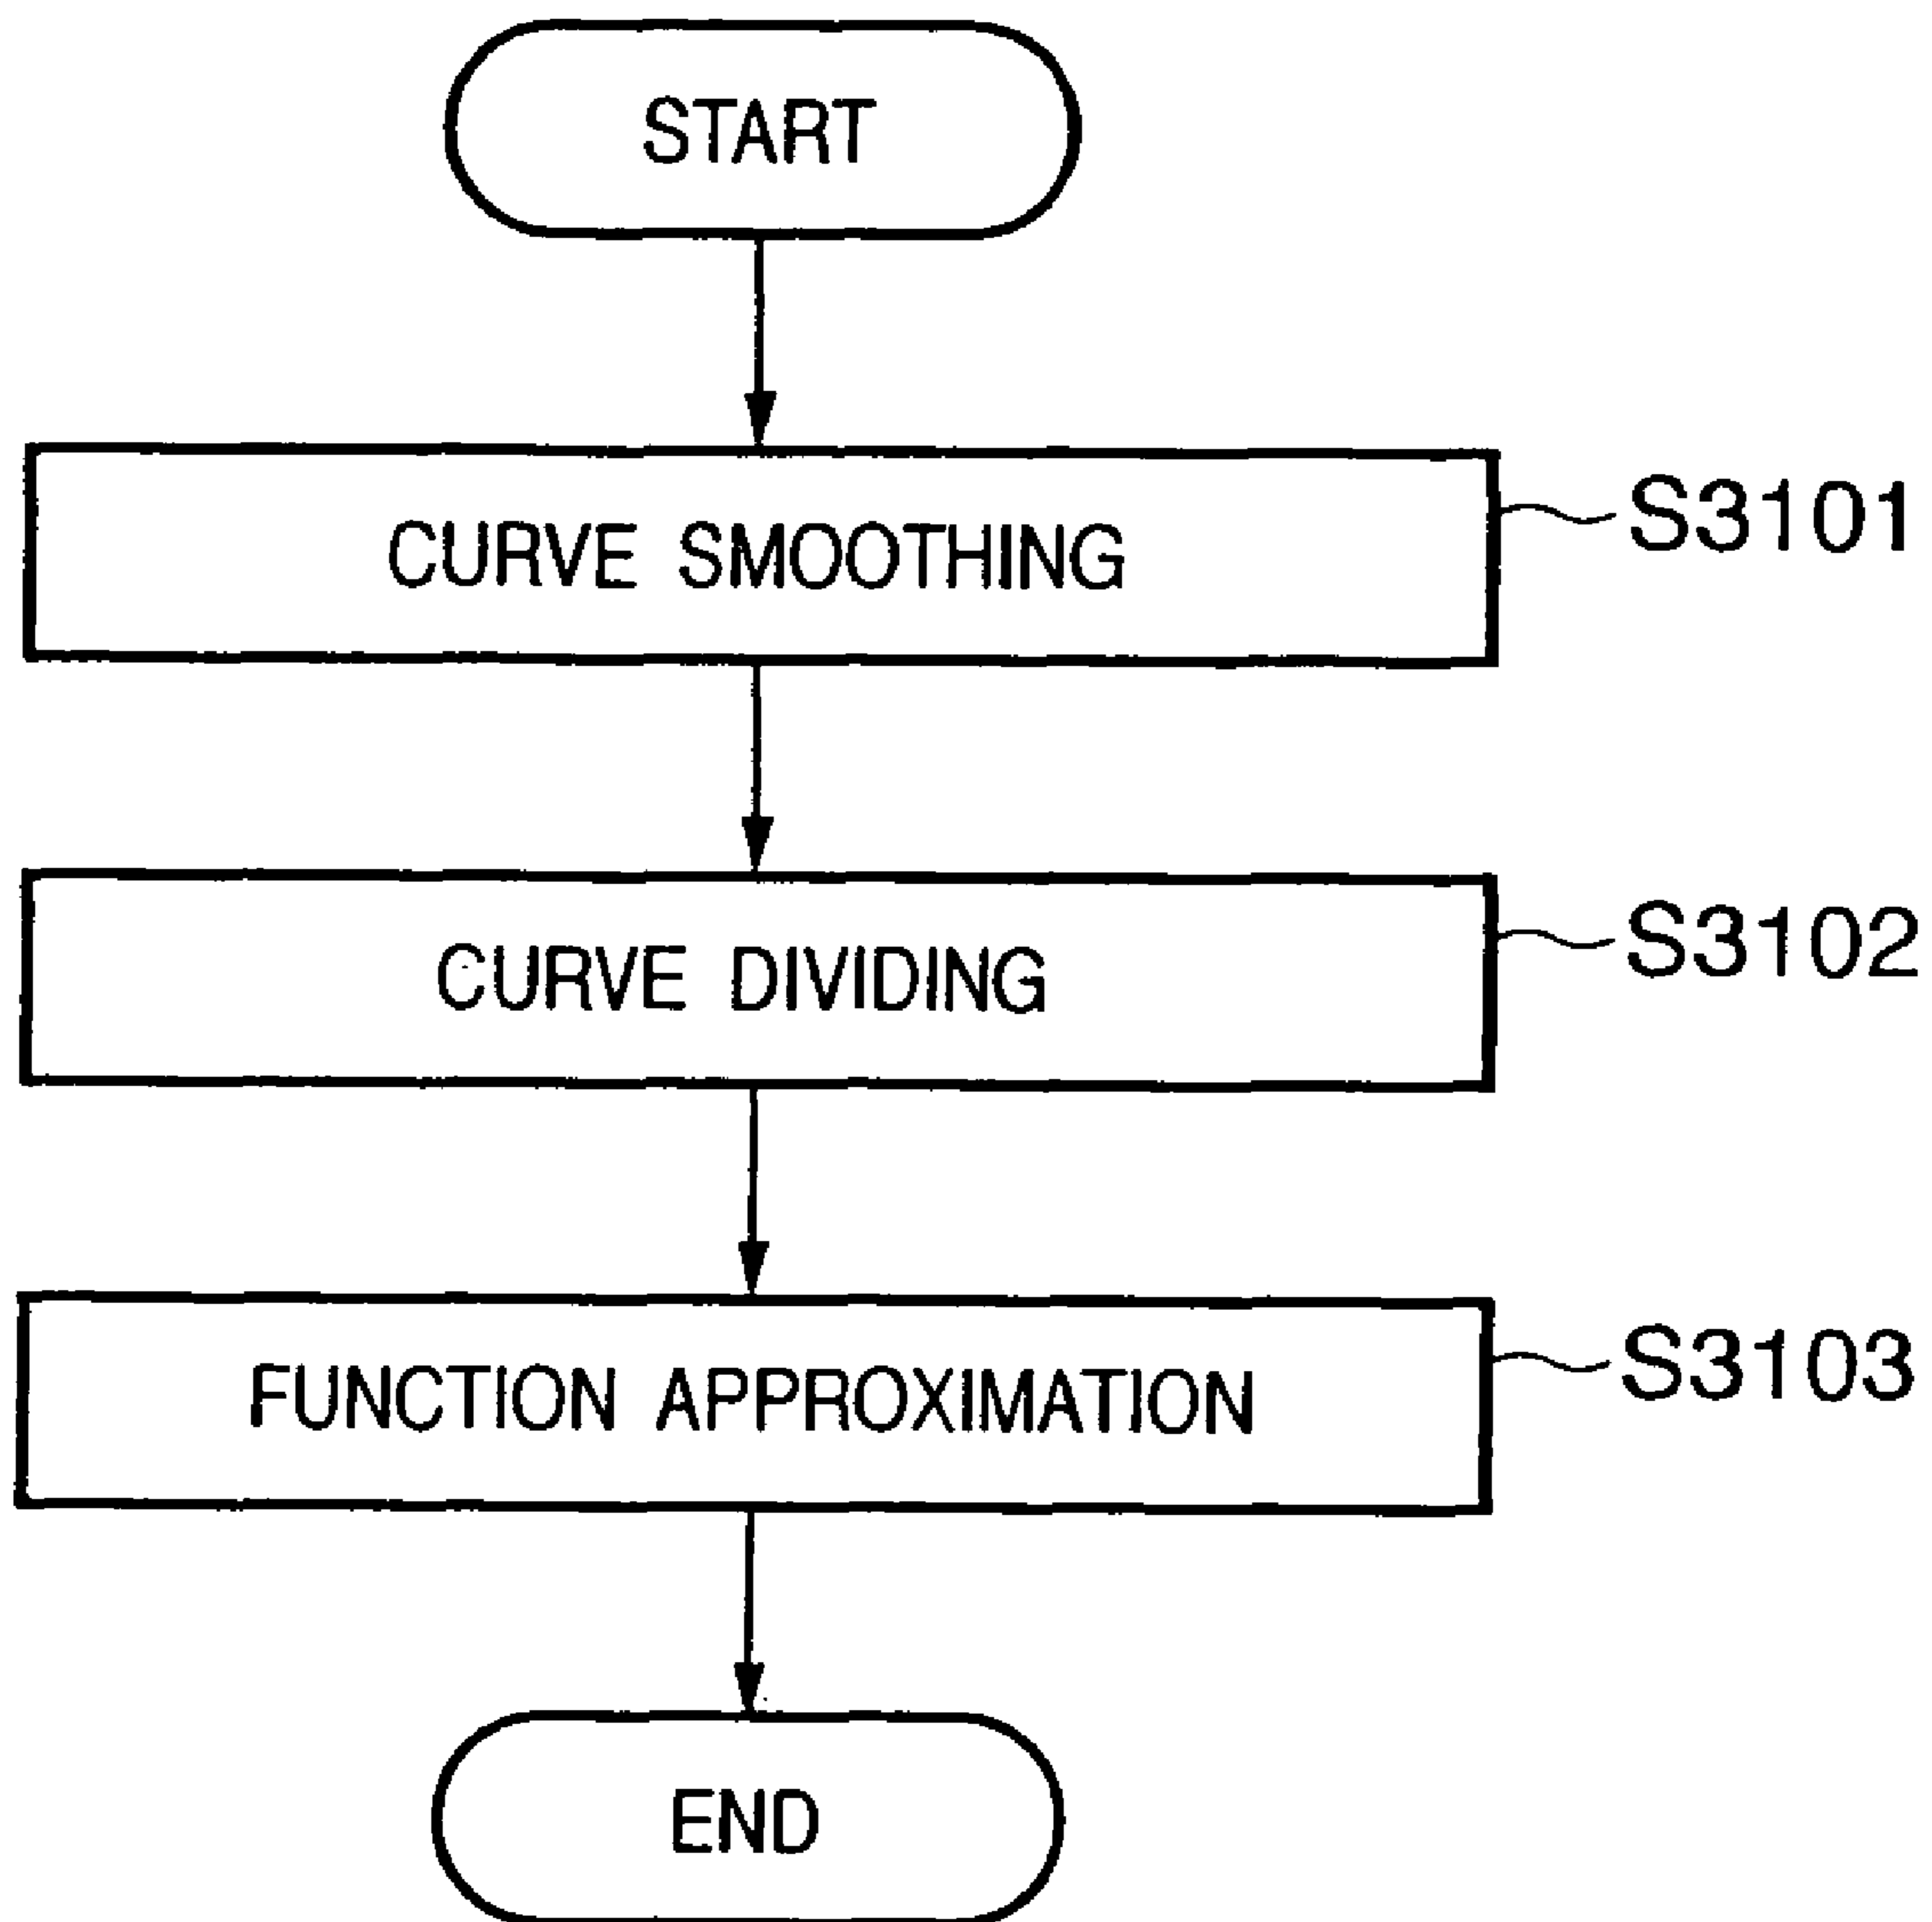 START
CURVE SMOOTHING
S3101
CURVE DIVIDING
S3102
FUNCTION APPROXIMATION
S3103
END